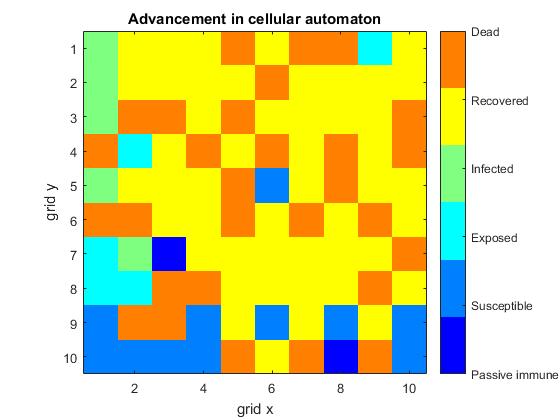 Advancement in cellular automaton
1
2
3
4
5
6
7
8
9
10
grid y
2
4
6
8
10
grid x
Dead
Recovered
Infected
Exposed
Susceptible
Passive immune